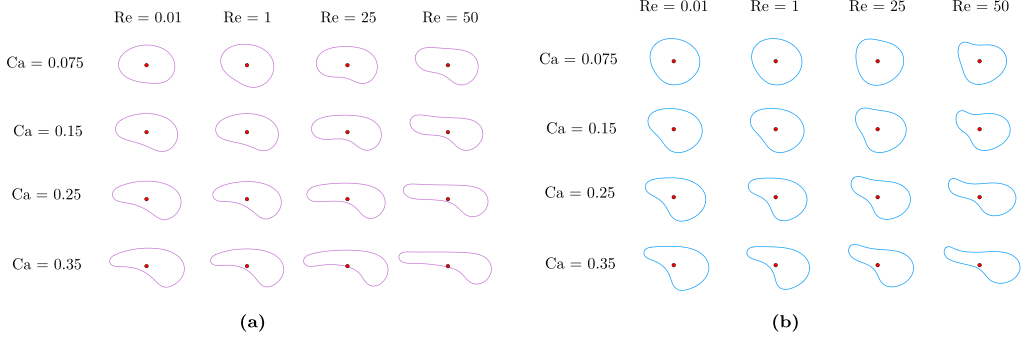 Re = 0.01 Re = 1 Re = 25 Re = 50
Ca = 0.075
Ca = 0.15
Ca = 0.25
Ca = 0.35
(a)
Re = 0.01 Re = 1 Re = 25 Re = 50
Ca = 0.075
Ca = 0.15
Ca = 0.25
Ca = 0.35
(b)